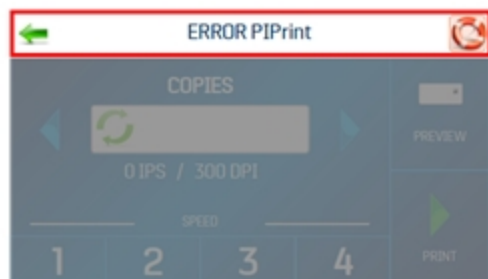 ERROR PIPrint
COPIES
PREVIEW
0 IPS / 300 DPI
SPEED
1 2 3 4
PRINT